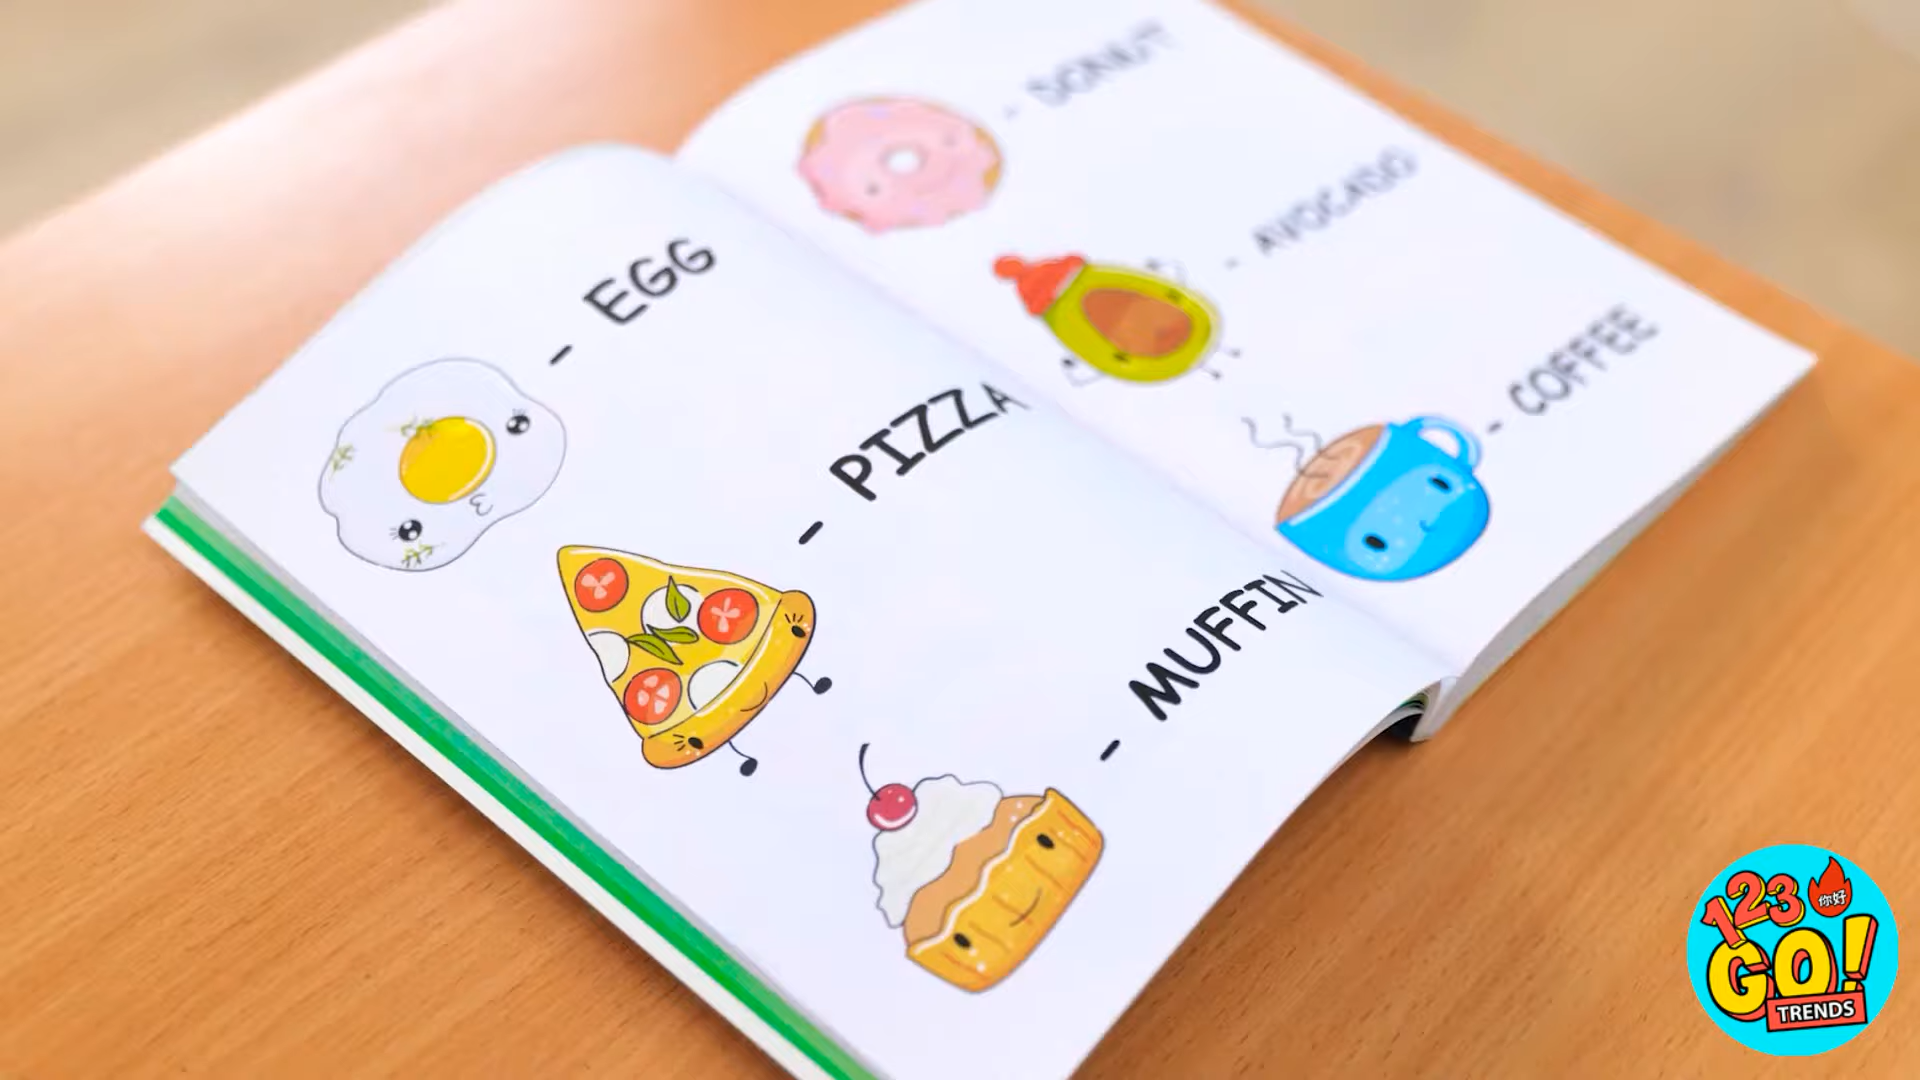 - EGG
- PIZZA
- MUFFIN
- DONUT
- AVOCADO
- COFFEE
123
你好
GO!
TRENDS